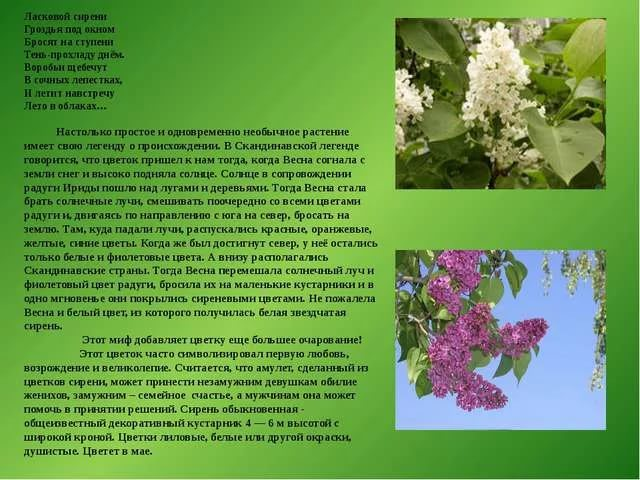 Ласковой сирени
Гроздья под окном
Бросят на ступени
Тень-прохладу днём.
Воробьи щебечут
В сочных лепестках,
И летит навстречу
Лето в облаках…
Настолько простое и одновременно необычное растение
имеет свою легенду о происхождении. В Скандинавской легенде
говорится, что цветок пришел к нам тогда, когда Весна согнала с
земли снег и высоко подняла солнце. Солнце в сопровождении
радуги Ириды пошло над лугами и деревьями. Тогда Весна стала
брать солнечные лучи, смешивать поочередно со всеми цветами
радуги и, двигаясь по направлению с юга на север, бросать на
землю. Там, куда падали лучи, распускались красные, оранжевые,
желтые, синие цветы. Когда же был достигнут север, у неё остались
только белые и фиолетовые цвета. А внизу располагались
Скандинавские страны. Тогда Весна перемешала солнечный луч и
фиолетовый цвет радуги, бросила их на маленькие кустарники и в
одно мгновенье они покрылись сиреневыми цветами. Не пожалела
Весна и белый цвет, из которого получилась белая звездчатая
сирень.
Этот миф добавляет цветку еще большее очарование!
Этот цветок часто символизировал первую любовь,
возрождение и великолепие. Считается, что амулет, сделанный из
цветков сирени, может принести незамужним девушкам обилие
женихов, замужним – семейное счастье, а мужчинам она может
помочь в принятии решений. Сирень обыкновенная -
общеизвестный декоративный кустарник 4 — 6 м высотой с
широкой кроной. Цветки лиловые, белые или другой окраски,
душистые. Цветет в мае.